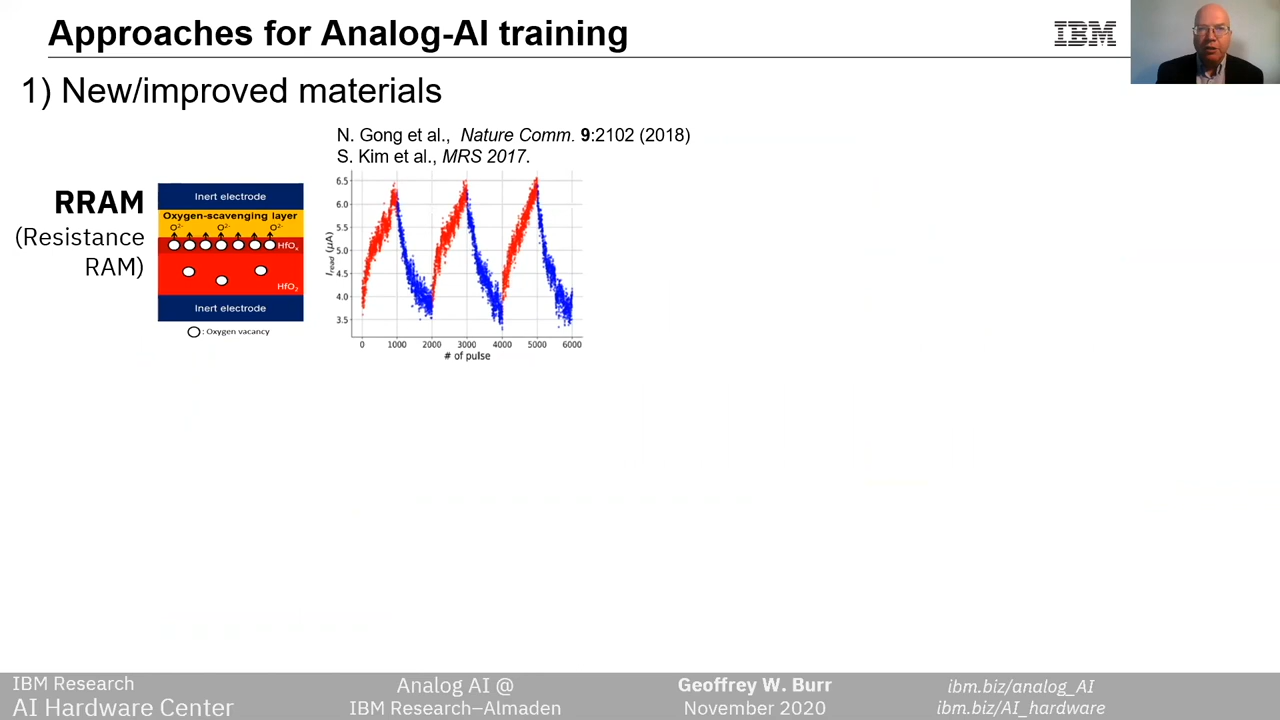 Approaches for Analog-AI training
IBM
1) New/improved materials
N. Gong et al., Nature Comm. 9:2102 (2018)
S. Kim et al., MRS 2017.
RRAM
(Resistance
RAM)
Inert electrode
Oxygen-scavenging layer
O²⁻ O²⁻ O²⁻
HfOₓ
HfO₂
Inert electrode
: Oxygen vacancy
I_read (μA)
6.5
6.0
5.5
5.0
4.5
4.0
3.5
0 1000 2000 3000 4000 5000 6000
# of pulse
IBM Research
AI Hardware Center
Analog AI @
IBM Research–Almaden
Geoffrey W. Burr
November 2020
ibm.biz/analog_AI
ibm.biz/AI_hardware